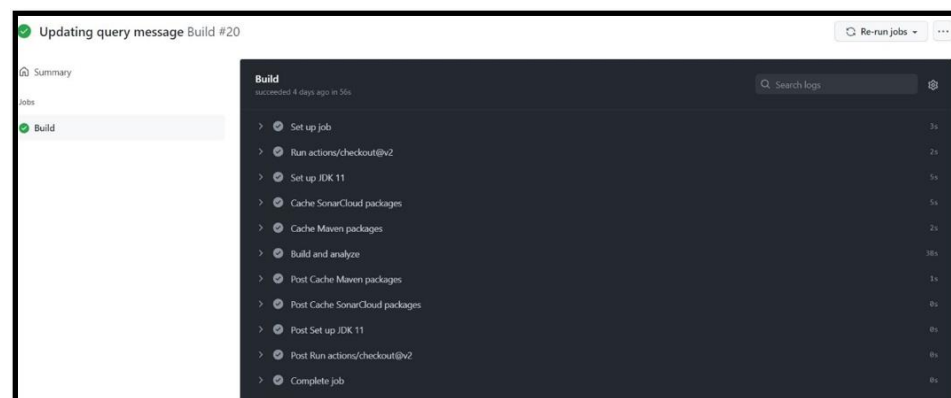 Updating query message Build #20
Re-run jobs
Summary
Jobs
Build
Build
succeeded 4 days ago in 56s
Search logs
Set up job 3s
Run actions/checkout@v2 2s
Set up JDK 11 5s
Cache SonarCloud packages 5s
Cache Maven packages 2s
Build and analyze 38s
Post Cache Maven packages 1s
Post Cache SonarCloud packages 0s
Post Set up JDK 11 0s
Post Run actions/checkout@v2 0s
Complete job 0s